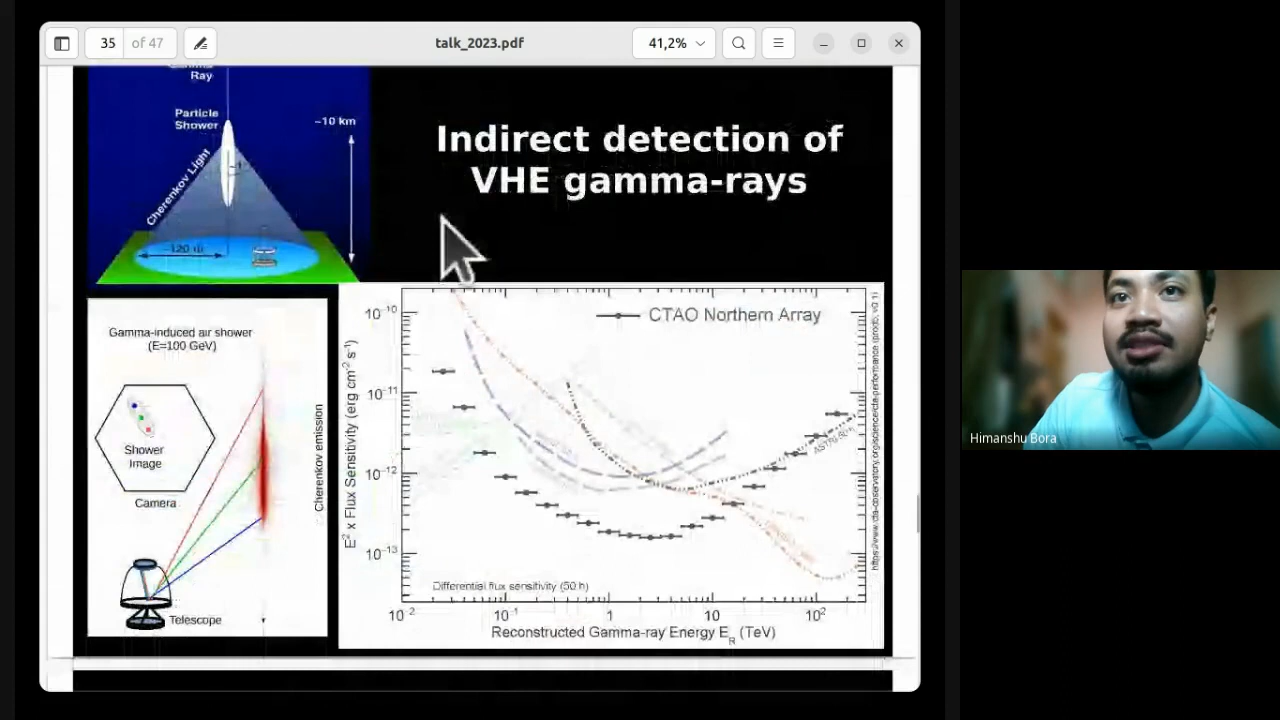 35 of 47
talk_2023.pdf
41,2%
Ray
Particle
Shower
~10 km
Cherenkov Light
~120 m
Indirect detection of
VHE gamma-rays
Gamma-induced air shower
(E=100 GeV)
Shower
Image
Camera
Cherenkov emission
Telescope
CTAO Northern Array
E² x Flux Sensitivity (erg cm⁻² s⁻¹)
10⁻¹⁰
10⁻¹¹
10⁻¹²
10⁻¹³
Differential flux sensitivity (50 h)
10⁻² 10⁻¹ 1 10 10²
Reconstructed Gamma-ray Energy E_R (TeV)
Himanshu Bora